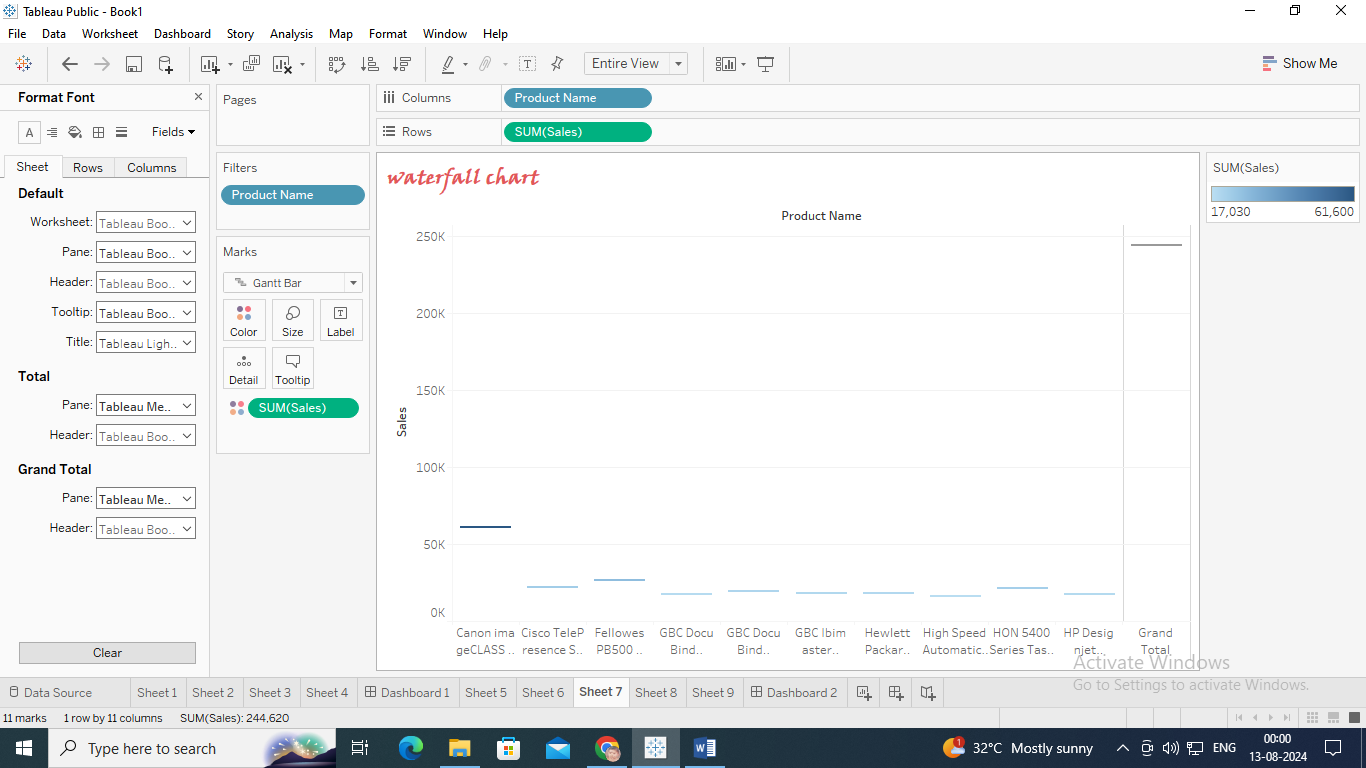 Tableau Public - Book1
File Data Worksheet Dashboard Story Analysis Map Format Window Help
Entire View
Show Me
Format Font
A
Fields
Sheet Rows Columns
Default
Worksheet: Tableau Boo..
Pane: Tableau Boo..
Header: Tableau Boo..
Tooltip: Tableau Boo..
Title: Tableau Ligh..
Total
Pane: Tableau Me..
Header: Tableau Boo..
Grand Total
Pane: Tableau Me..
Header: Tableau Boo..
Clear
Pages
Filters
Product Name
Marks
Gantt Bar
Color Size Label
Detail Tooltip
SUM(Sales)
Columns Product Name
Rows SUM(Sales)
waterfall chart
Product Name
250K
200K
150K
100K
50K
0K
Sales
Canon ima
geCLASS ..
Cisco TeleP
resence S..
Fellowes
PB500 ..
GBC Docu
Bind..
GBC Docu
Bind..
GBC Ibim
aster..
Hewlett
Packar..
High Speed
Automatic..
HON 5400
Series Tas..
HP Desig
njet..
Grand
Total
SUM(Sales)
17,030 61,600
Activate Windows
Go to Settings to activate Windows.
Data Source Sheet 1 Sheet 2 Sheet 3 Sheet 4 Dashboard 1 Sheet 5 Sheet 6 Sheet 7 Sheet 8 Sheet 9 Dashboard 2
11 marks 1 row by 11 columns SUM(Sales): 244,620
Type here to search
1
32°C Mostly sunny
ENG
00:00
13-08-2024